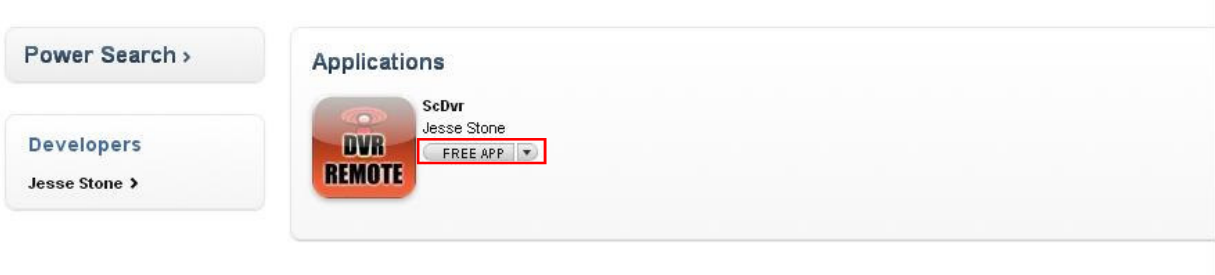 Power Search ›
Developers
Jesse Stone ›
Applications
DVR
REMOTE
ScDvr
Jesse Stone
FREE APP